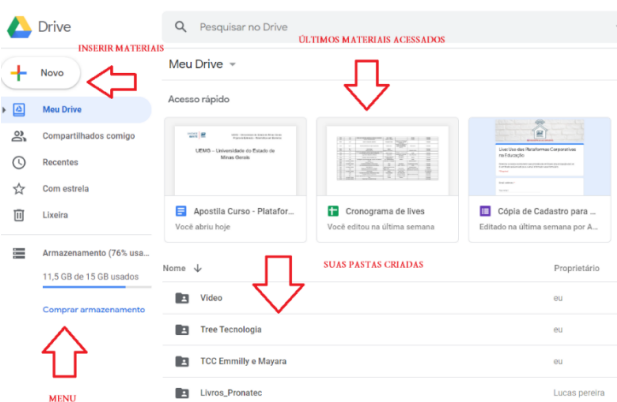 Drive
Pesquisar no Drive
INSERIR MATERIAIS
ÚLTIMOS MATERIAIS ACESSADOS
Novo
Meu Drive
Meu Drive
Compartilhados comigo
Recentes
Com estrela
Lixeira
Armazenamento (76% usa...
11,5 GB de 15 GB usados
Comprar armazenamento
MENU
Acesso rápido
UEMG - Universidade do Estado de
Minas Gerais
Apostila Curso - Platafor...
Você abriu hoje
Cronograma de lives
Você editou na última semana
Cópia de Cadastro para ...
Editado na última semana por A...
SUAS PASTAS CRIADAS
Nome
Proprietário
Video
eu
Tree Tecnologia
eu
TCC Emmilly e Mayara
eu
Livros_Pronatec
Lucas pereira